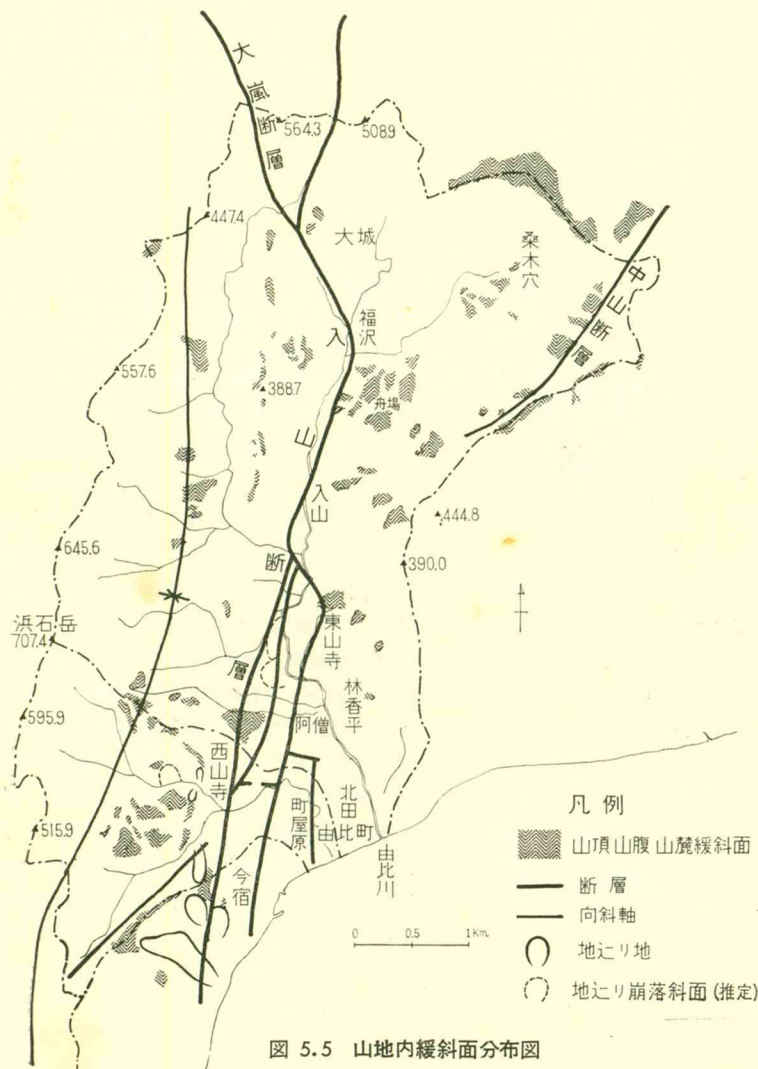 大嵐断層
564.3
508.9
447.4
大城
桑木穴
中山断層
福沢
557.6
388.7
舟場
入山断層
入山
444.8
645.6
390.0
浜石岳
707.4
東山寺
林香平
595.9
阿僧
西山寺
北田
町屋原
由比町
515.9
由比川
今宿
0 0.5 1Km
凡例
山頂山腹山麓緩斜面
断層
向斜軸
地辷り地
地辷り崩落斜面(推定)
図 5.5 山地内緩斜面分布図